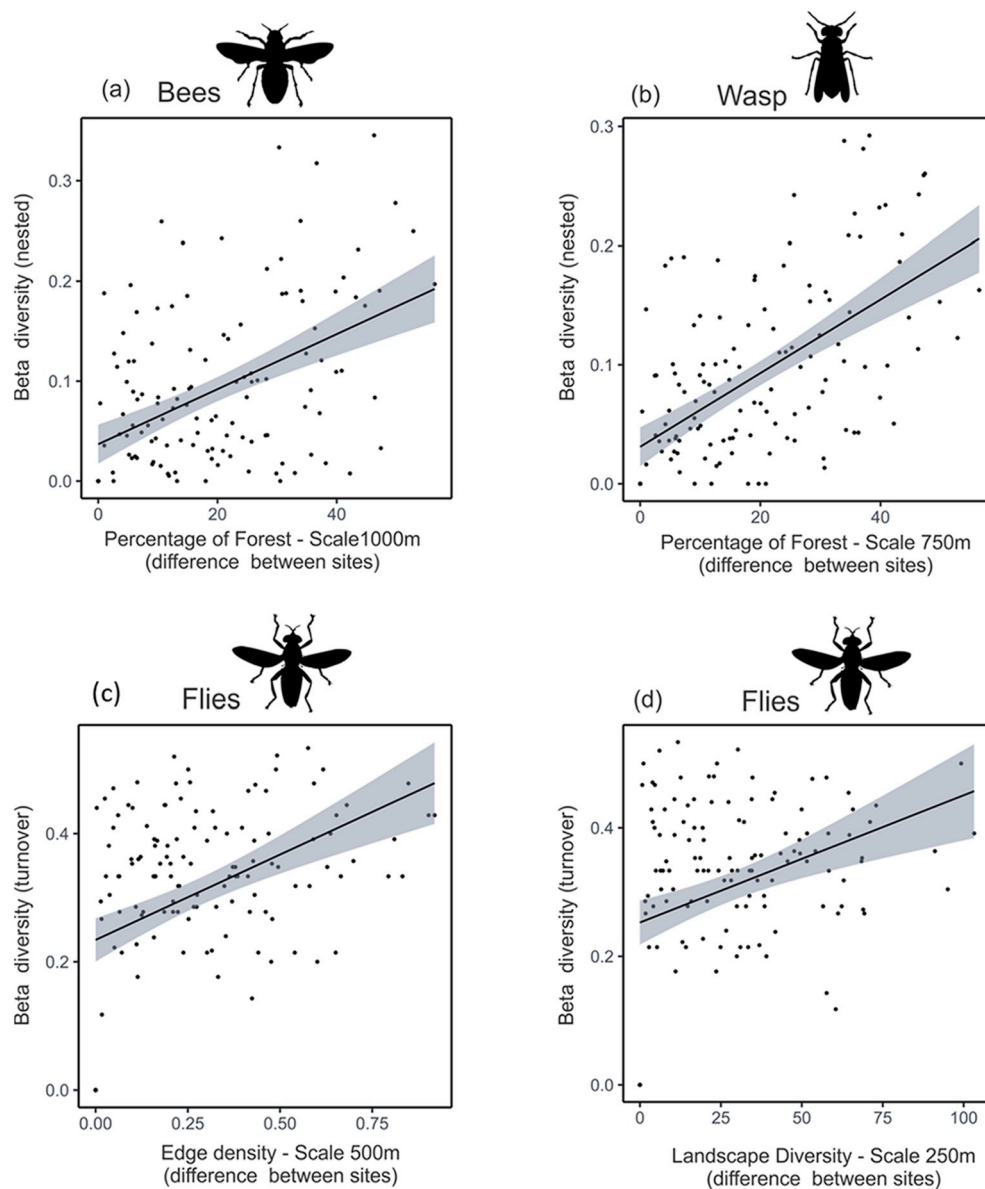 (a) Bees
Beta diversity (nested)
0.3
0.2
0.1
0.0
0 20 40
Percentage of Forest - Scale1000m
(difference between sites)
(b) Wasp
Beta diversity (nested)
0.3
0.2
0.1
0.0
0 20 40
Percentage of Forest - Scale 750m
(difference between sites)
(c) Flies
Beta diversity (turnover)
0.4
0.2
0.0
0.00 0.25 0.50 0.75
Edge density - Scale 500m
(difference between sites)
(d) Flies
Beta diversity (turnover)
0.4
0.2
0.0
0 25 50 75 100
Landscape Diversity - Scale 250m
(difference between sites)